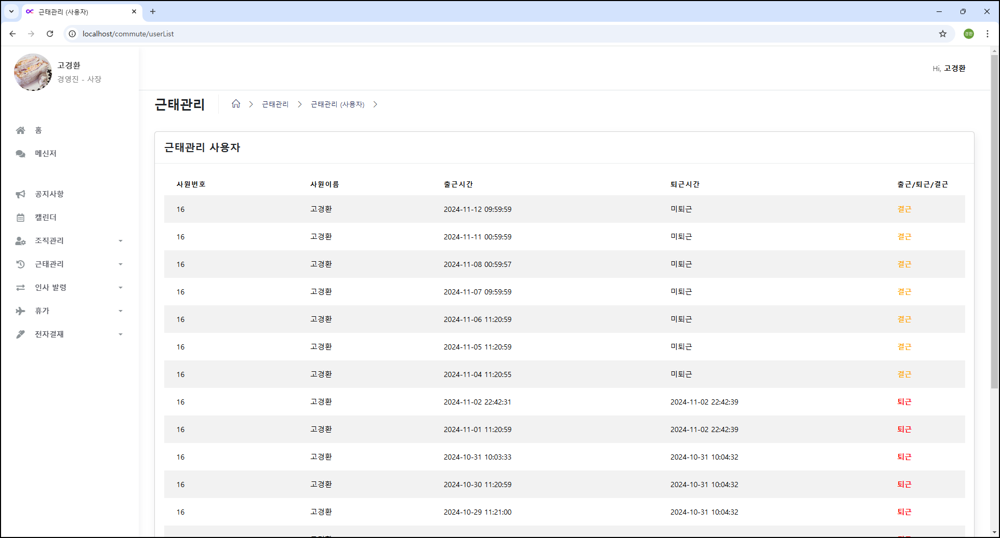 근태관리 (사용자)
localhost/commute/userList
경환
고경환
경영진 - 사장
Hi, 고경환
근태관리
근태관리
근태관리 (사용자)
홈
메신저
공지사항
캘린더
조직관리
근태관리
인사 발령
휴가
전자결재
근태관리 사용자
사원번호 사원이름 출근시간 퇴근시간 출근/퇴근/결근
16 고경환 2024-11-12 09:59:59 미퇴근 결근
16 고경환 2024-11-11 00:59:59 미퇴근 결근
16 고경환 2024-11-08 00:59:57 미퇴근 결근
16 고경환 2024-11-07 09:59:59 미퇴근 결근
16 고경환 2024-11-06 11:20:59 미퇴근 결근
16 고경환 2024-11-05 11:20:59 미퇴근 결근
16 고경환 2024-11-04 11:20:55 미퇴근 결근
16 고경환 2024-11-02 22:42:31 2024-11-02 22:42:39 퇴근
16 고경환 2024-11-01 11:20:59 2024-11-02 22:42:39 퇴근
16 고경환 2024-10-31 10:03:33 2024-10-31 10:04:32 퇴근
16 고경환 2024-10-30 11:20:59 2024-10-31 10:04:32 퇴근
16 고경환 2024-10-29 11:21:00 2024-10-31 10:04:32 퇴근